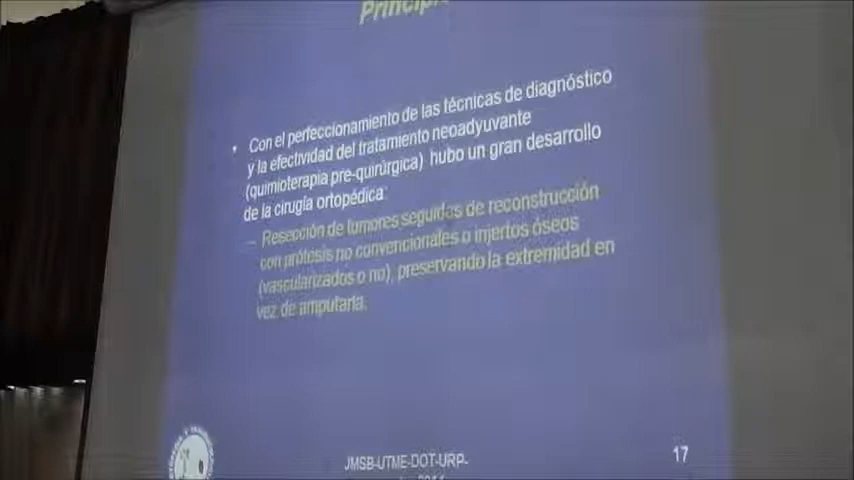 • Con el perfeccionamiento de las técnicas de diagnóstico
y la efectividad del tratamiento neoadyuvante
(quimioterapia pre-quirúrgica) hubo un gran desarrollo
de la cirugía ortopédica:
– Resección de tumores seguidos de reconstrucción
con prótesis no convencionales o injertos óseos
(vascularizados o no), preservando la extremidad en
vez de amputarla.
JMSB-UTME-DOT-URP-
17